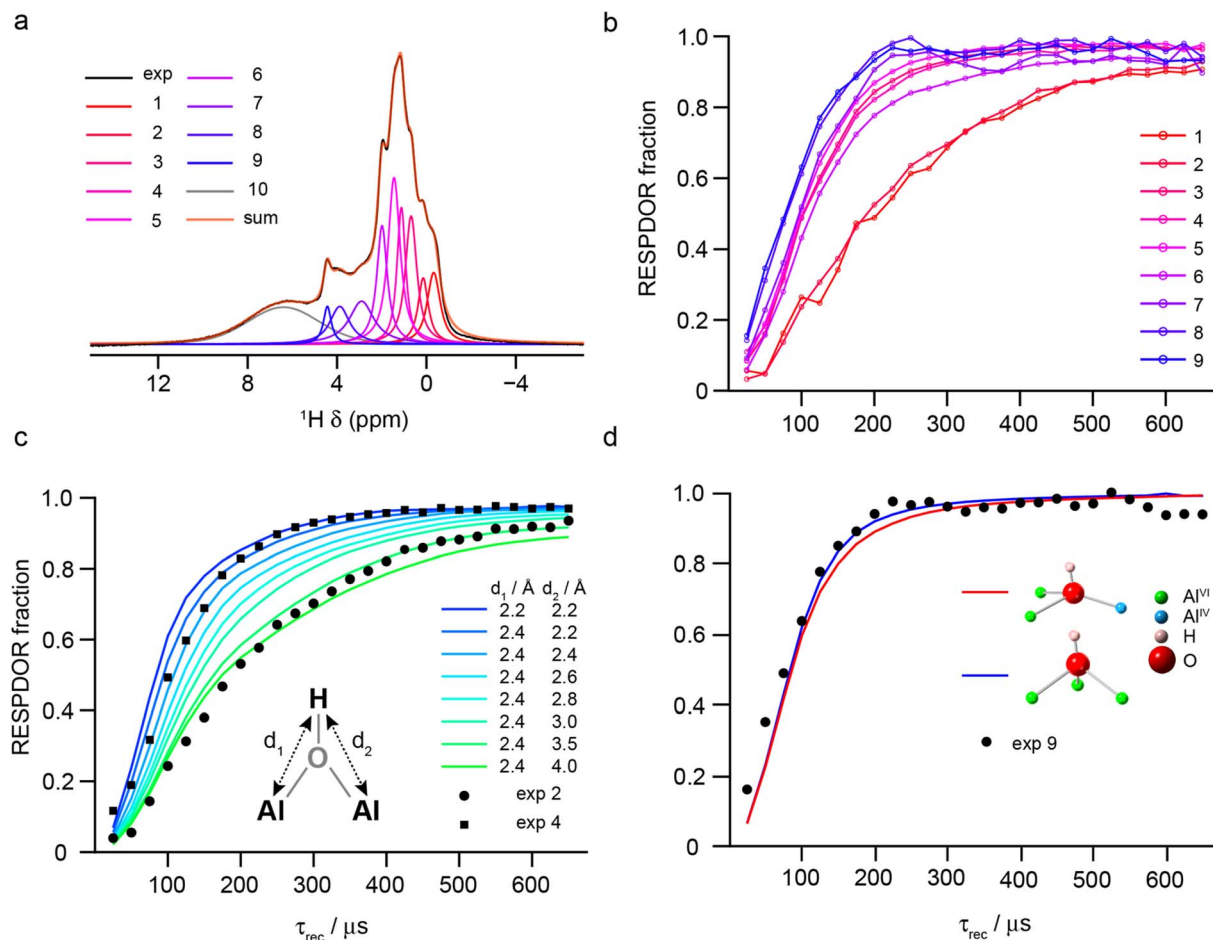 a
exp
1
2
3
4
5
6
7
8
9
10
sum
12
8
4
0
−4
¹H δ (ppm)
b
RESPDOR fraction
1.0
0.8
0.6
0.4
0.2
0
100
200
300
400
500
600
1
2
3
4
5
6
7
8
9
c
RESPDOR fraction
1.0
0.8
0.6
0.4
0.2
0
d₁ / Å d₂ / Å
2.2 2.2
2.4 2.2
2.4 2.4
2.4 2.6
2.4 2.8
2.4 3.0
2.4 3.5
2.4 4.0
exp 2
exp 4
H
d₁ O d₂
Al Al
100 200 300 400 500 600
τrec / μs
d
1.0
0.8
0.6
0.4
0.2
0
Alⱽᴵ
Alᴵⱽ
H
O
exp 9
100 200 300 400 500 600
τrec / μs